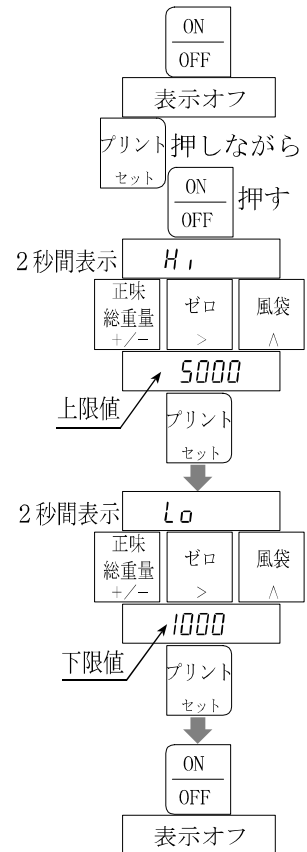 ON
OFF
表示オフ
プリント 押しながら
セット
ON 押す
OFF
2秒間表示 Hi
正味 総重量 +/-
ゼロ >
風袋 ∧
5000
上限値
プリント
セット
2秒間表示 Lo
正味 総重量 +/-
ゼロ >
風袋 ∧
1000
下限値
プリント
セット
ON
OFF
表示オフ